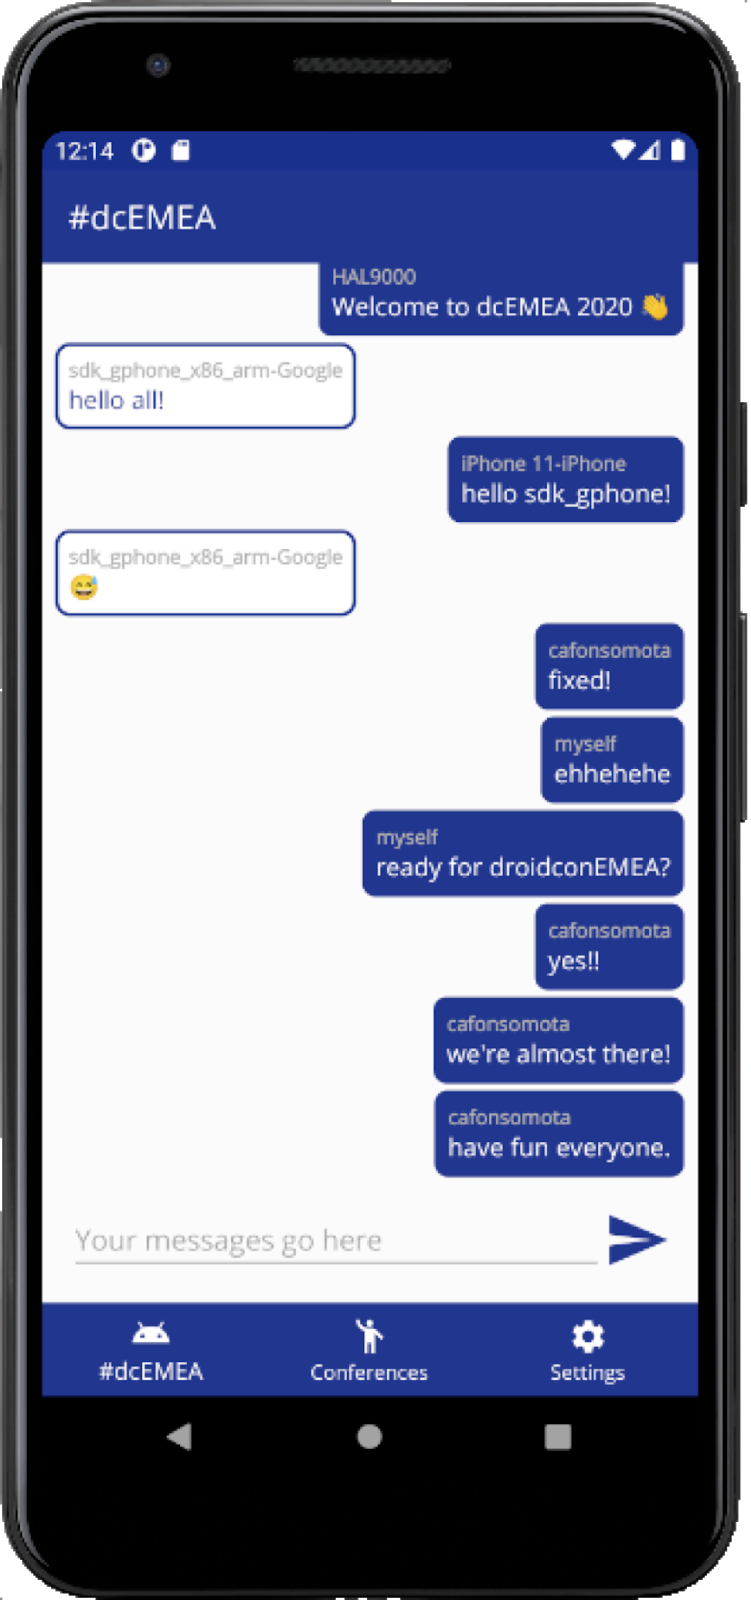 12:14
#dcEMEA
HAL9000
Welcome to dcEMEA 2020 👋
sdk_gphone_x86_arm-Google
hello all!
iPhone 11-iPhone
hello sdk_gphone!
sdk_gphone_x86_arm-Google
😅
cafonsomota
fixed!
myself
ehhehehe
myself
ready for droidconEMEA?
cafonsomota
yes!!
cafonsomota
we're almost there!
cafonsomota
have fun everyone.
Your messages go here
#dcEMEA
Conferences
Settings